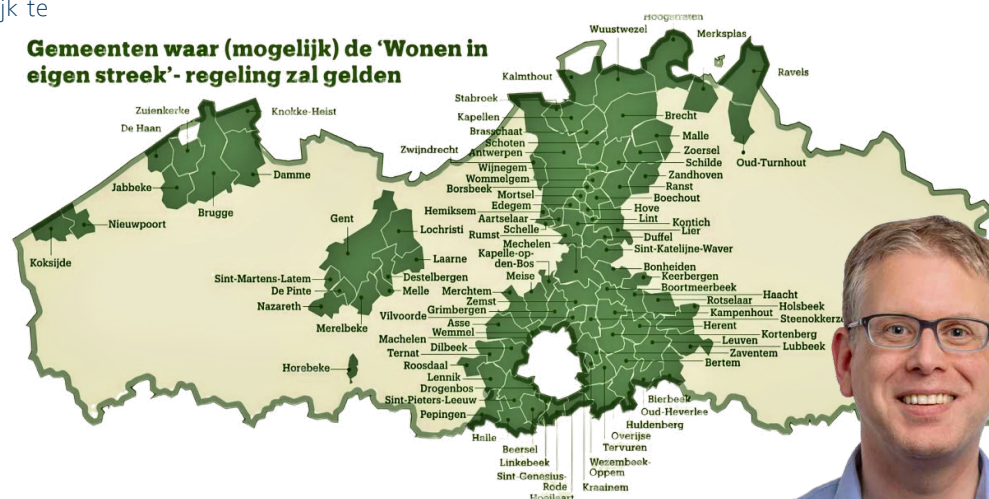 jk te
Gemeenten waar (mogelijk) de ‘Wonen in
eigen streek’- regeling zal gelden
Hoogstraten
Wuustwezel
Merksplas
Kalmthout
Ravels
Stabroek
Zuienkerke
Knokke-Heist
Kapellen
Brecht
De Haan
Brasschaat
Malle
Schoten
Zwijndrecht
Antwerpen
Zoersel
Schilde
Oud-Turnhout
Wijnegem
Zandhoven
Damme
Wommelgem
Jabbeke
Borsbeek
Ranst
Mortsel
Boechout
Edegem
Hove
Brugge
Hemiksem
Gent
Aartselaar
Lint
Kontich
Nieuwpoort
Lochristi
Schelle
Lier
Rumst
Duffel
Mechelen
Sint-Katelijne-Waver
Kapelle-op-
den-Bos
Koksijde
Laarne
Bonheiden
Meise
Keerbergen
Sint-Martens-Latem
Destelbergen
Boortmeerbeek
De Pinte
Melle
Merchtem
Haacht
Zemst
Rotselaar
Nazareth
Holsbeek
Grimbergen
Kampenhout
Vilvoorde
Steenokkerz
Merelbeke
Asse
Herent
Wemmel
Kortenberg
Machelen
Leuven
Lubbeek
Dilbeek
Zaventem
Ternat
Bertem
Horebeke
Roosdaal
Lennik
Drogenbos
Sint-Pieters-Leeuw
Bierbeek
Pepingen
Oud-Heverlee
Huldenberg
Halle
Overijse
Beersel
Tervuren
Linkebeek
Wezembeek-
Oppem
Sint-Genesius-
Rode
Kraainem
Hoeilaart